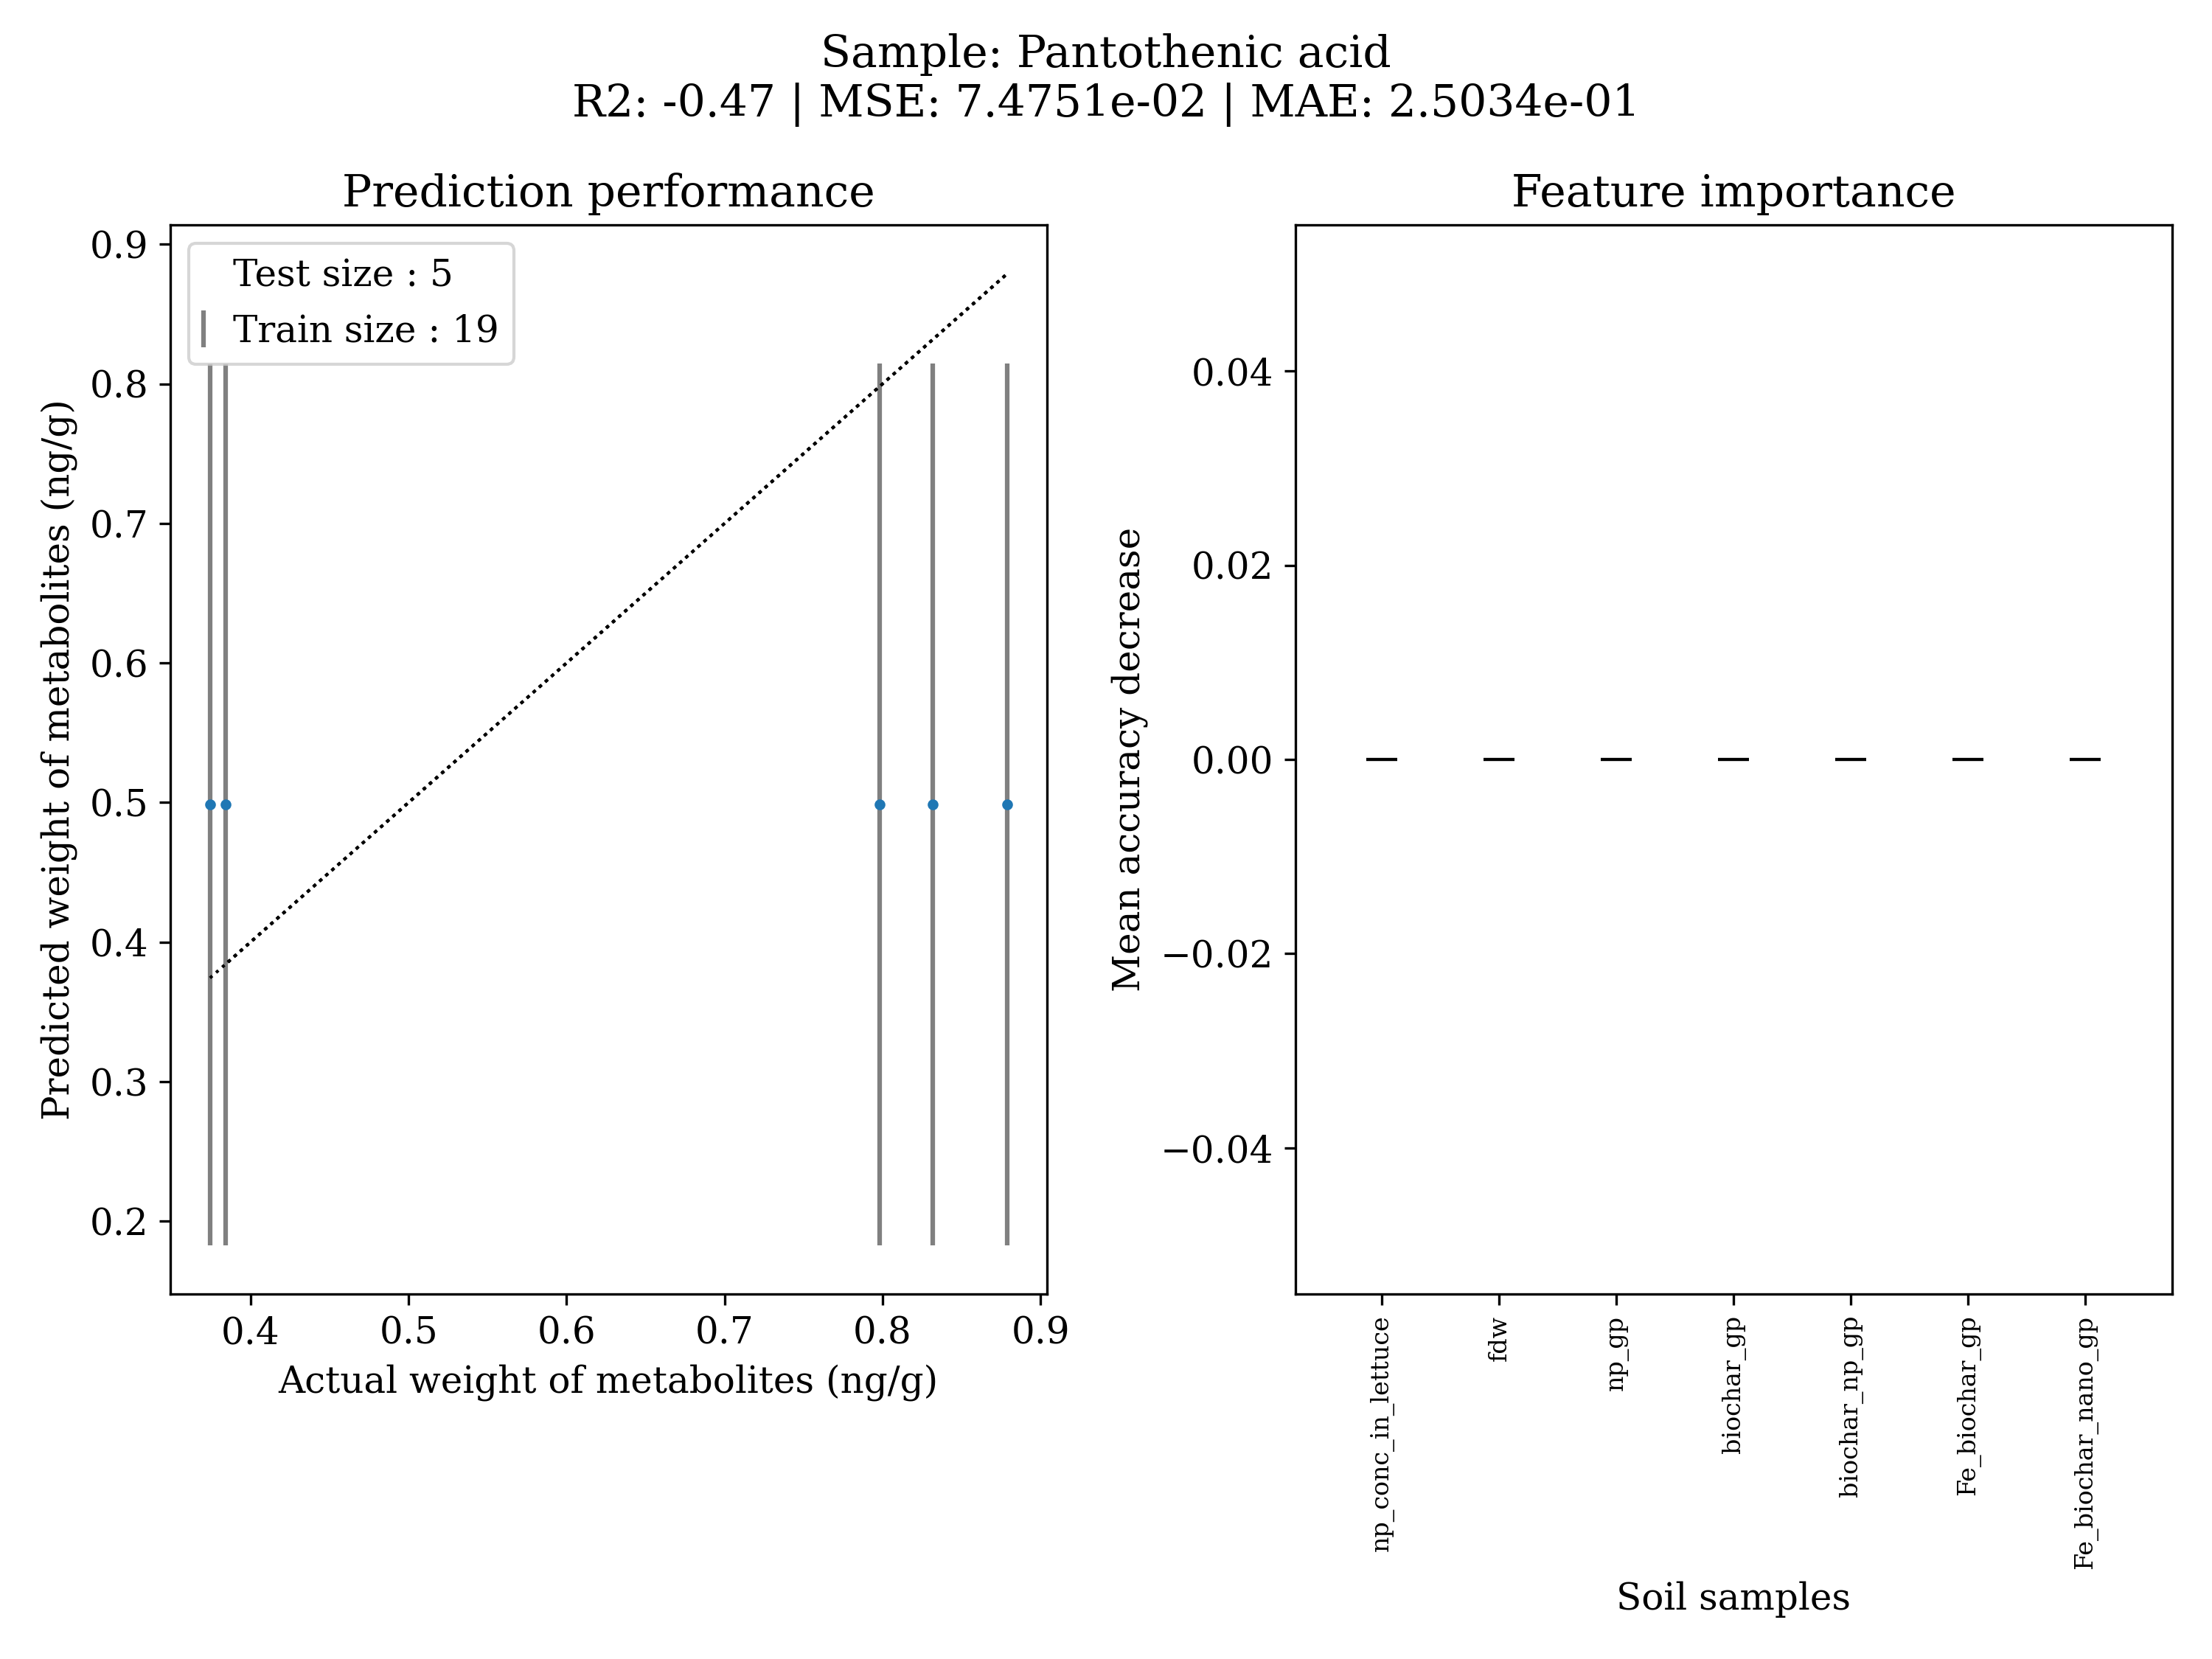 Sample: Pantothenic acid
R2: -0.47 | MSE: 7.4751e-02 | MAE: 2.5034e-01
Prediction performance
Test size : 5
Train size : 19
0.9
0.8
0.7
0.6
0.5
0.4
0.3
0.2
Predicted weight of metabolites (ng/g)
0.4 0.5 0.6 0.7 0.8 0.9
Actual weight of metabolites (ng/g)
Feature importance
0.04
0.02
0.00
−0.02
−0.04
Mean accuracy decrease
np_conc_in_lettuce
fdw
np_gp
biochar_gp
biochar_np_gp
Fe_biochar_gp
Fe_biochar_nano_gp
Soil samples